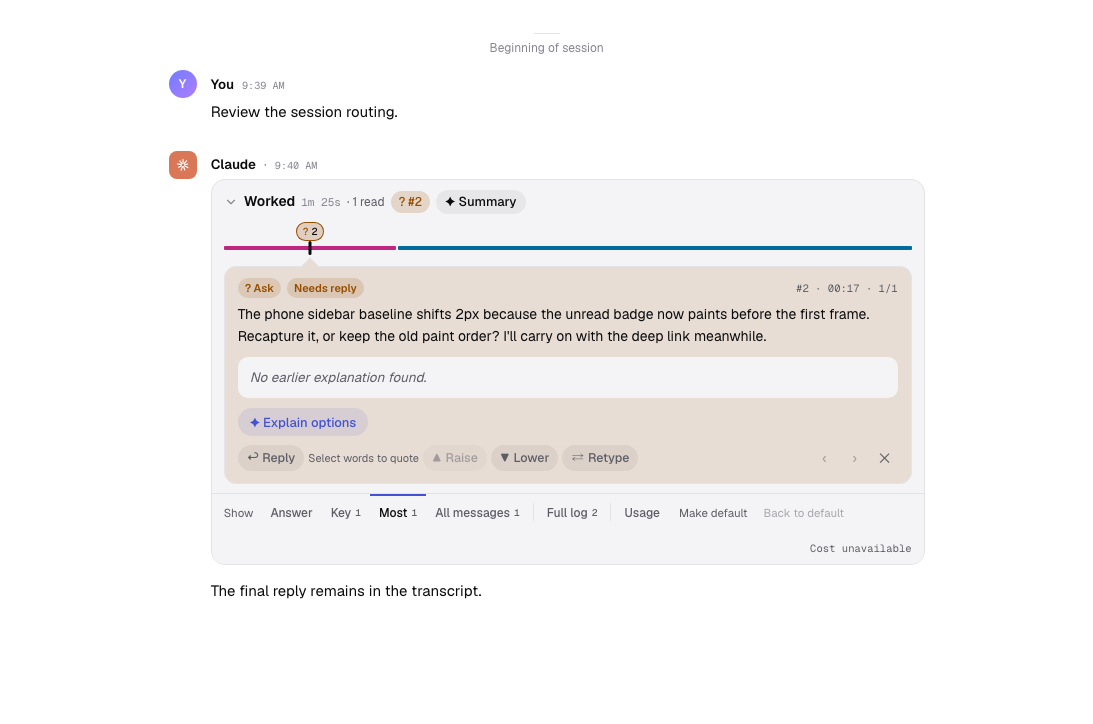 Beginning of session
Y
You 9:39 AM
Review the session routing.
Claude · 9:40 AM
Worked 1m 25s · 1 read ? #2 Summary
? 2
? Ask Needs reply #2 · 00:17 · 1/1
The phone sidebar baseline shifts 2px because the unread badge now paints before the first frame.
Recapture it, or keep the old paint order? I'll carry on with the deep link meanwhile.
No earlier explanation found.
Explain options
Reply Select words to quote Raise Lower Retype
Show Answer Key 1 Most 1 All messages 1 Full log 2 Usage Make default Back to default
Cost unavailable
The final reply remains in the transcript.